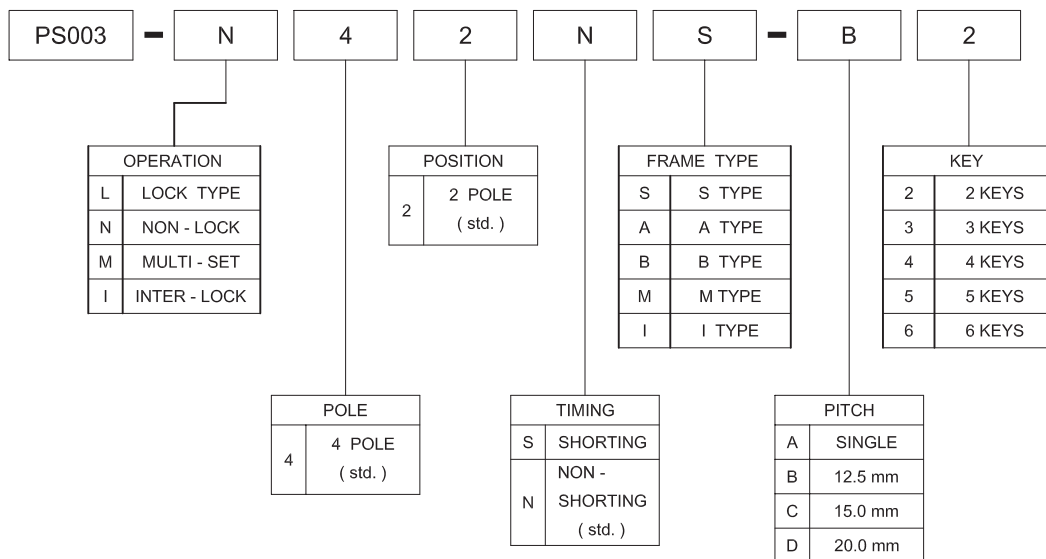 PS003 - N 4 2 N S - B 2
OPERATION
L LOCK TYPE
N NON - LOCK
M MULTI - SET
I INTER - LOCK
POSITION
2 2 POLE
( std. )
FRAME TYPE
S S TYPE
A A TYPE
B B TYPE
M M TYPE
I I TYPE
KEY
2 2 KEYS
3 3 KEYS
4 4 KEYS
5 5 KEYS
6 6 KEYS
POLE
4 4 POLE
( std. )
TIMING
S SHORTING
N NON -
SHORTING
( std. )
PITCH
A SINGLE
B 12.5 mm
C 15.0 mm
D 20.0 mm